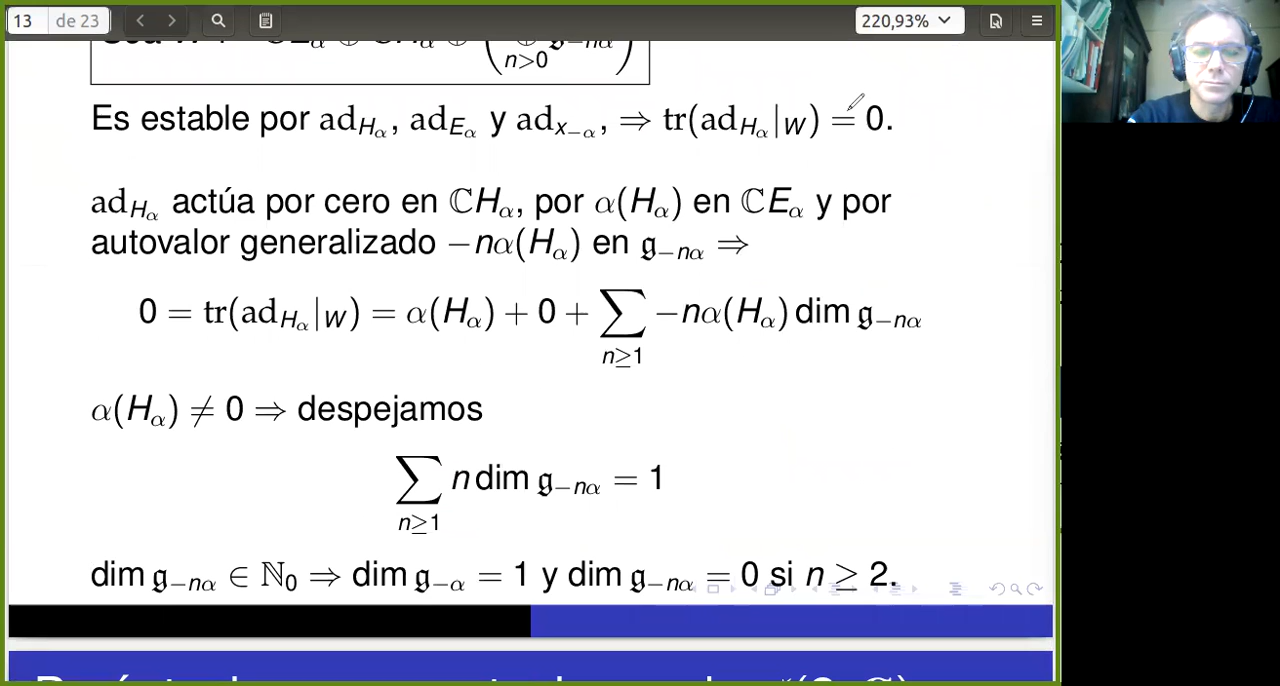 13 de 23 220,93%
n>0
Es estable por ad_{H_α}, ad_{E_α} y ad_{x_{−α}}, ⇒ tr(ad_{H_α}|_W) = 0.
ad_{H_α} actúa por cero en ℂH_α, por α(H_α) en ℂE_α y por
autovalor generalizado −nα(H_α) en 𝔤_{−nα} ⇒
0 = tr(ad_{H_α}|_W) = α(H_α) + 0 + ∑_{n≥1} −nα(H_α) dim 𝔤_{−nα}
α(H_α) ≠ 0 ⇒ despejamos
∑_{n≥1} n dim 𝔤_{−nα} = 1
dim 𝔤_{−nα} ∈ ℕ₀ ⇒ dim 𝔤_{−α} = 1 y dim 𝔤_{−nα} = 0 si n ≥ 2.